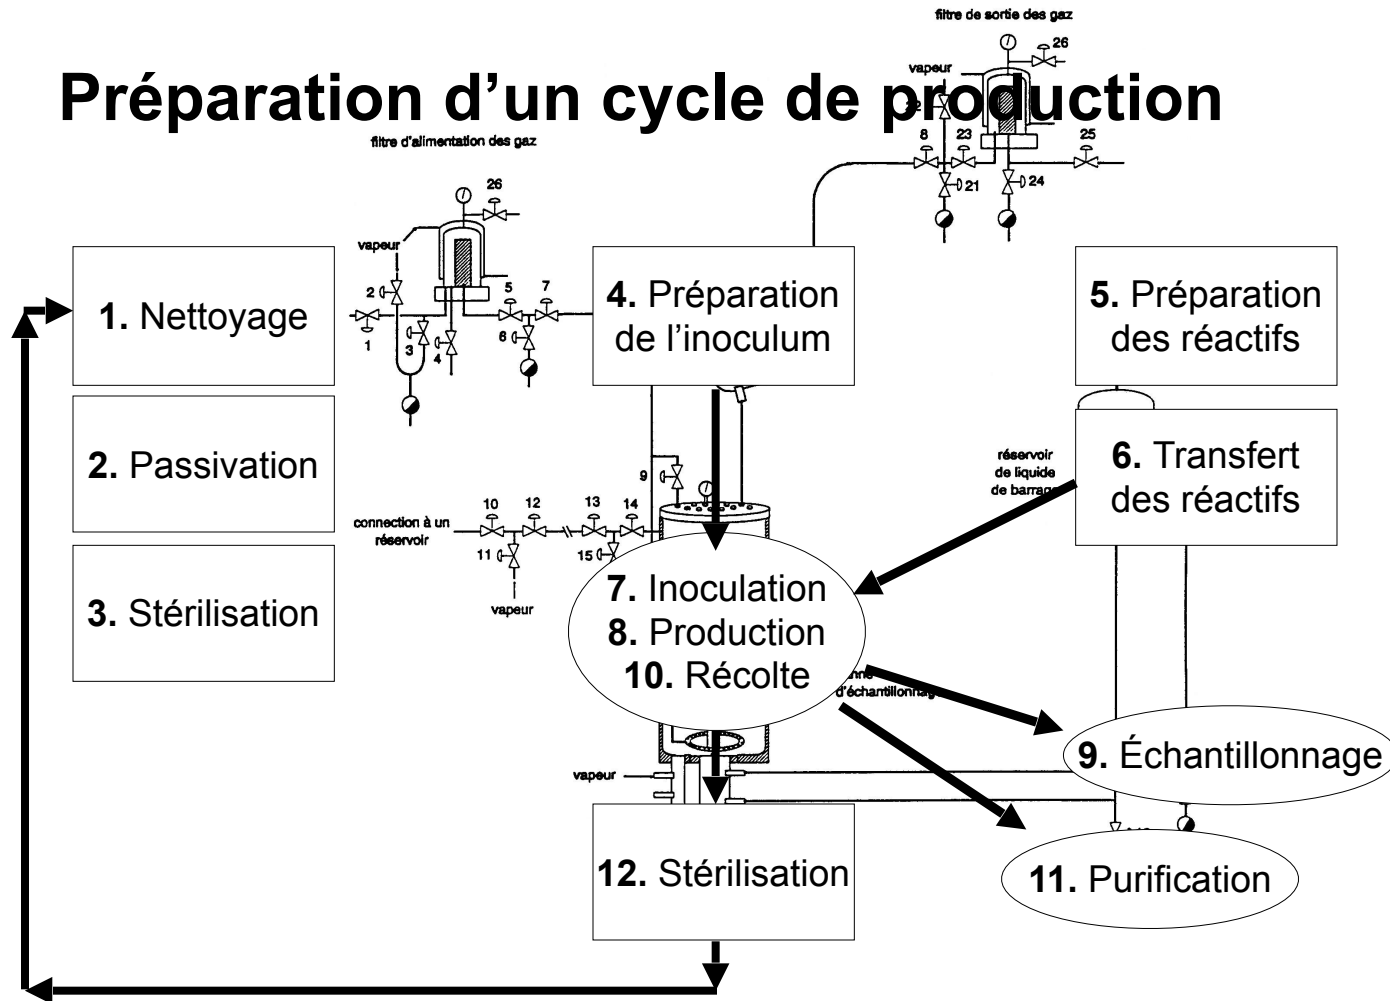 filtre de sortie des gaz
26
vapeur
Préparation d’un cycle de production
filtre d'alimentation des gaz
8
23
25
21
24
26
vapeur
2
5
7
1
3
4
6
1. Nettoyage
4. Préparation
de l’inoculum
5. Préparation
des réactifs
2. Passivation
6. Transfert
des réactifs
réservoir
de liquide
de barrage
9
10
12
13
14
connection à un
réservoir
11
15
vapeur
3. Stérilisation
7. Inoculation
8. Production
10. Récolte
d'échantillonnage
9. Échantillonnage
vapeur
12. Stérilisation
11. Purification